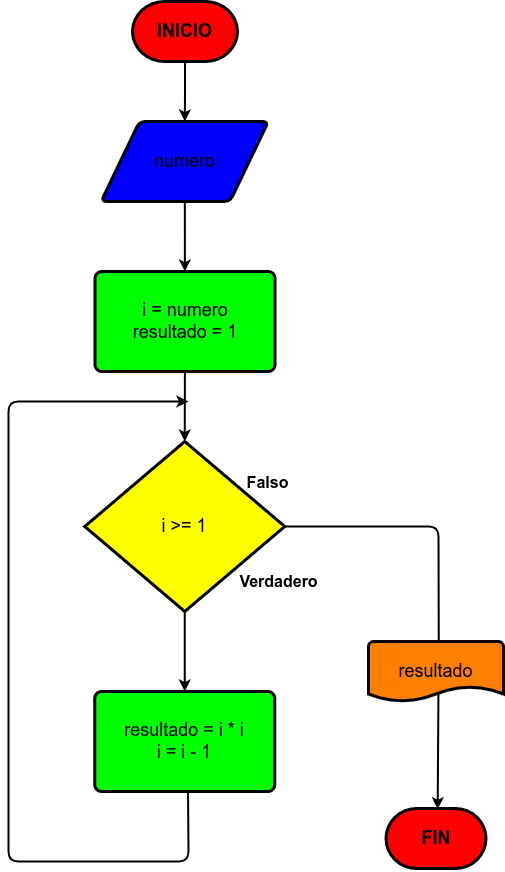 INICIO
numero
i = numero
resultado = 1
Falso
i >= 1
Verdadero
resultado
resultado = i * i
i = i - 1
FIN